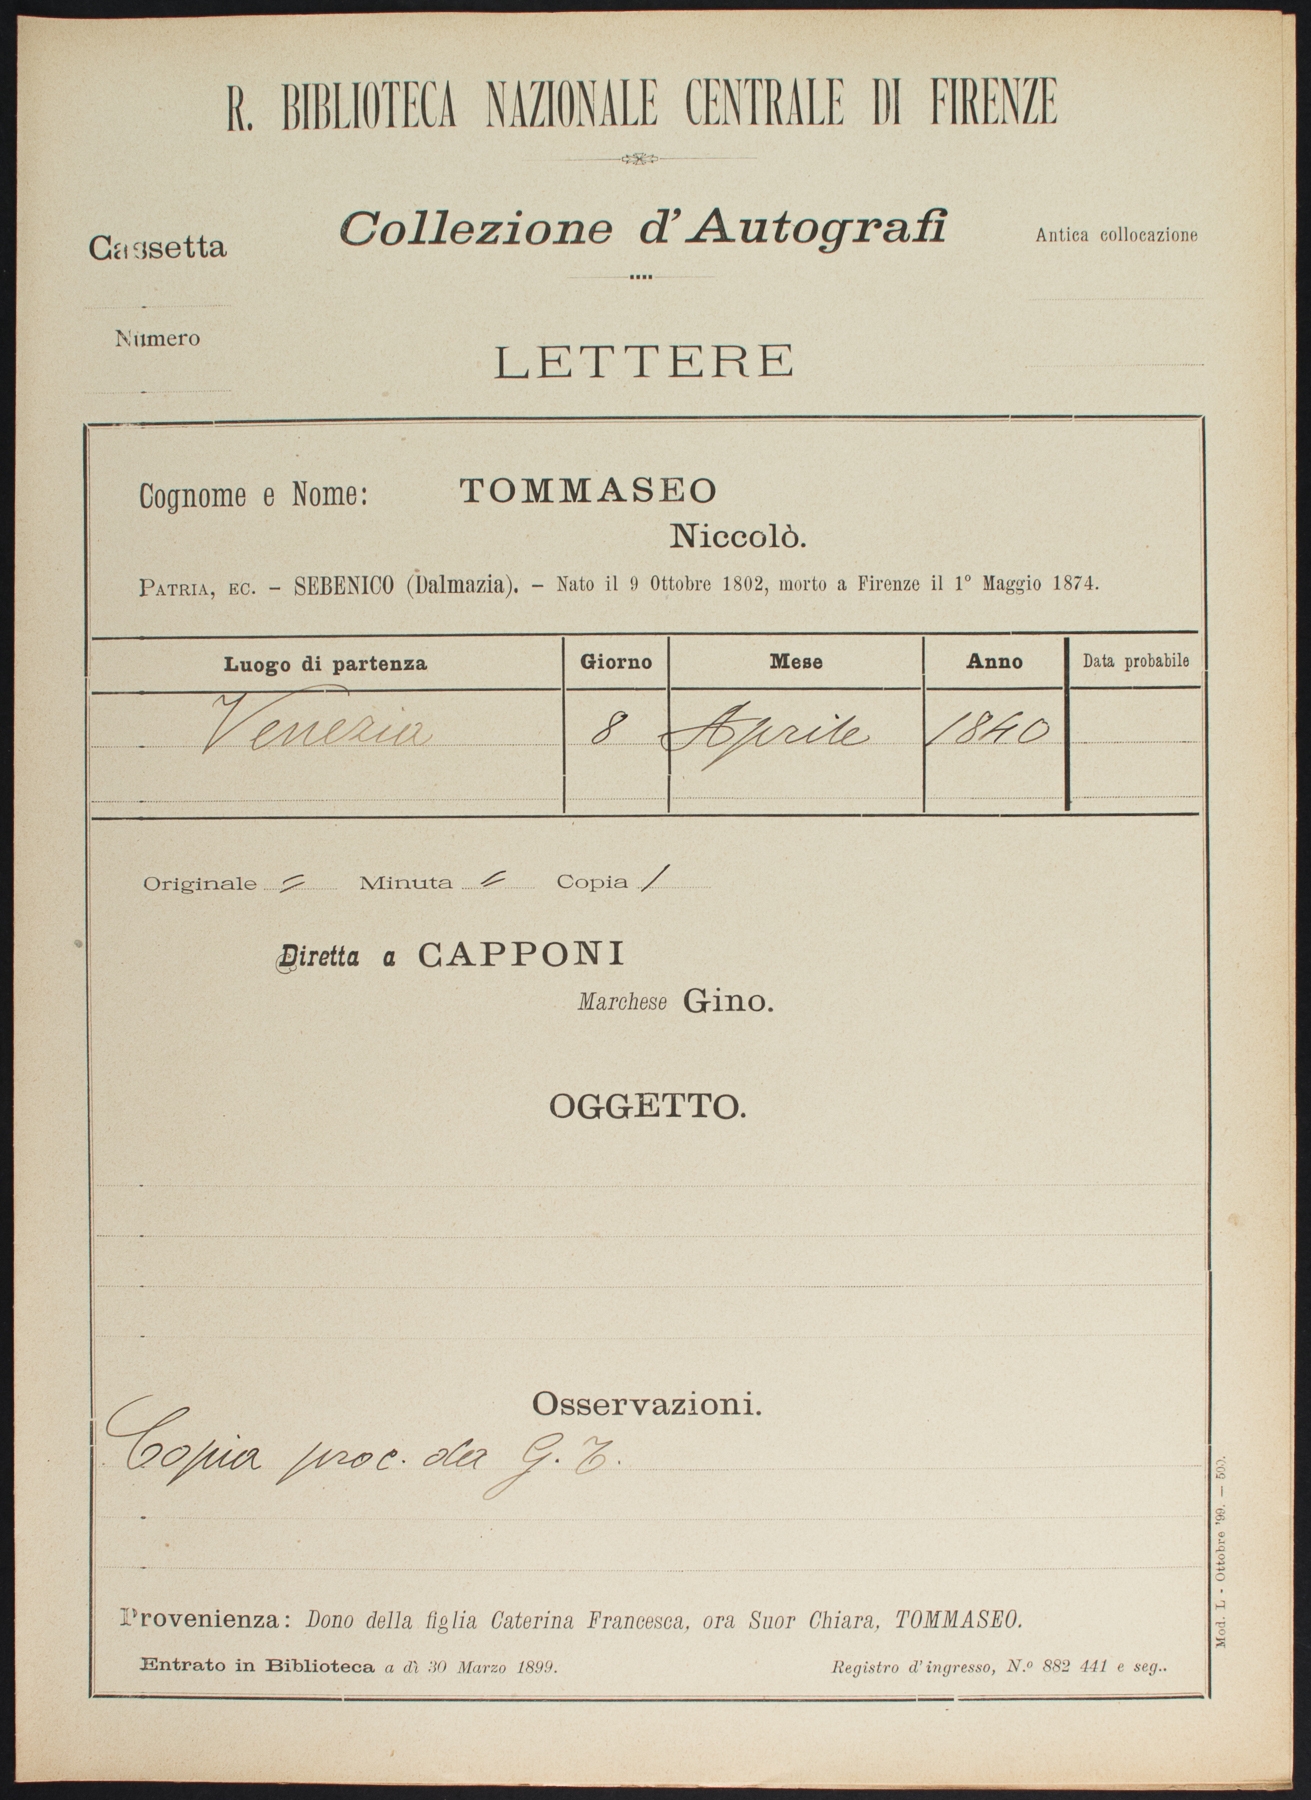 R. BIBLIOTECA NAZIONALE CENTRALE DI FIRENZE
Collezione d'Autografi
Cassetta
Antica collocazione
Numero
LETTERE
Cognome e Nome: TOMMASEO
Niccolò.
PATRIA, EC. – SEBENICO (Dalmazia). – Nato il 9 Ottobre 1802, morto a Firenze il 1° Maggio 1874.
Luogo di partenza Giorno Mese Anno Data probabile
Venezia 8 Aprile 1840
Originale = Minuta = Copia /
Diretta a CAPPONI
Marchese Gino.
OGGETTO.
Osservazioni.
Copia proc. da G. T.
Provenienza: Dono della figlia Caterina Francesca, ora Suor Chiara, TOMMASEO.
Entrato in Biblioteca a dì 30 Marzo 1899. Registro d'ingresso, N.° 882 441 e seg..
Mod. L - Ottobre '99. — 500.